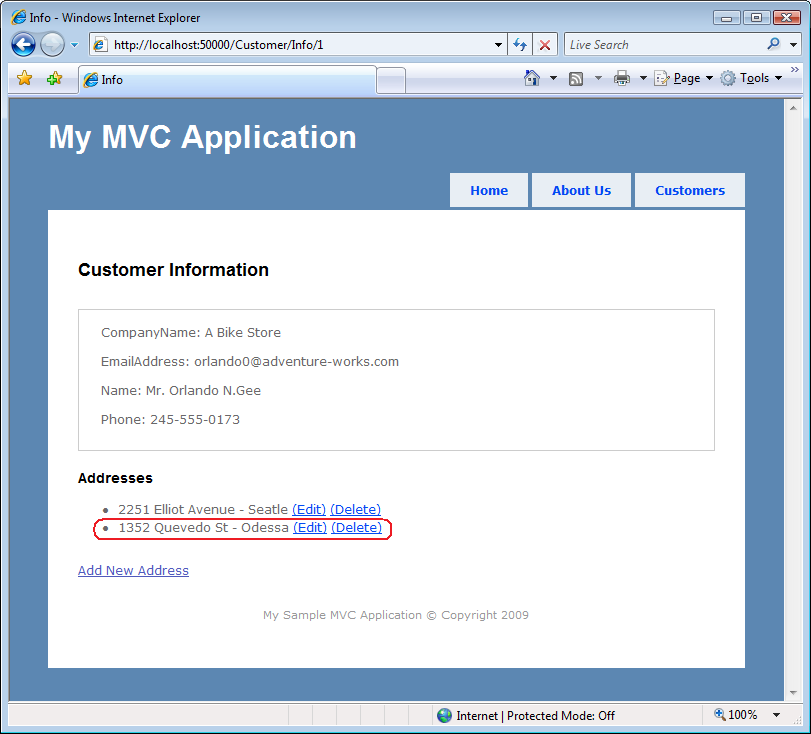 Info - Windows Internet Explorer
http://localhost:50000/Customer/Info/1
Live Search
Info
Page
Tools
My MVC Application
Home
About Us
Customers
Customer Information
CompanyName: A Bike Store
EmailAddress: orlando0@adventure-works.com
Name: Mr. Orlando N.Gee
Phone: 245-555-0173
Addresses
2251 Elliot Avenue - Seatle (Edit) (Delete)
1352 Quevedo St - Odessa (Edit) (Delete)
Add New Address
My Sample MVC Application © Copyright 2009
Internet | Protected Mode: Off
100%